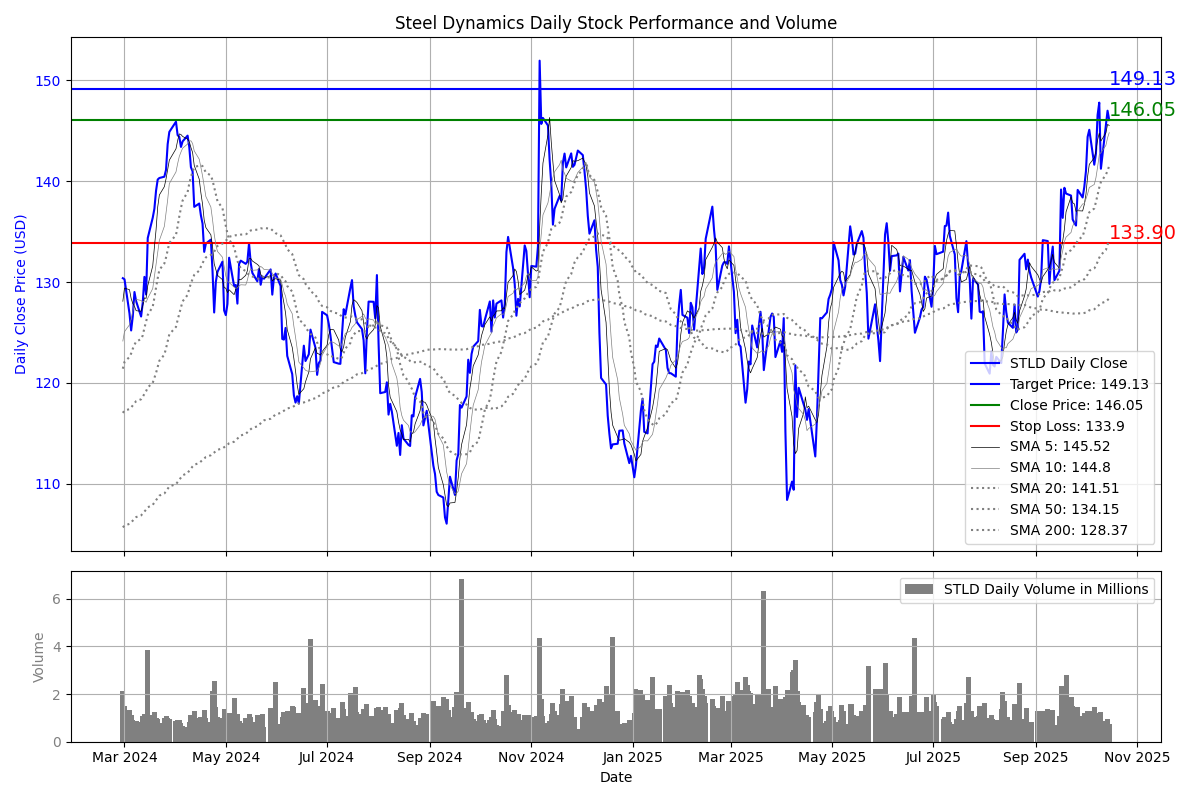 Steel Dynamics Daily Stock Performance and Volume
150
140
130
120
110
Daily Close Price (USD)
149.13
146.05
133.90
STLD Daily Close
Target Price: 149.13
Close Price: 146.05
Stop Loss: 133.9
SMA 5: 145.52
SMA 10: 144.8
SMA 20: 141.51
SMA 50: 134.15
SMA 200: 128.37
STLD Daily Volume in Millions
6
4
2
0
Volume
Mar 2024 May 2024 Jul 2024 Sep 2024 Nov 2024 Jan 2025 Mar 2025 May 2025 Jul 2025 Sep 2025 Nov 2025
Date